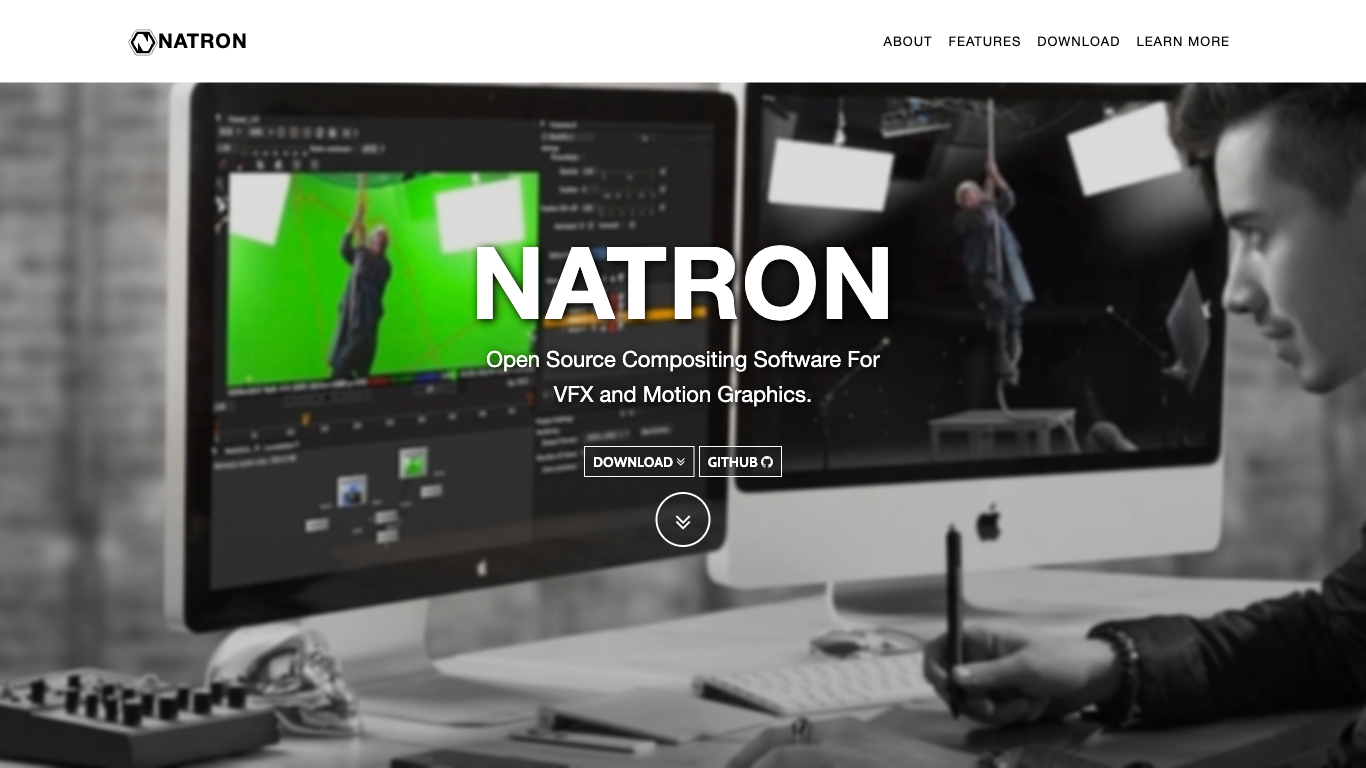 NATRON
ABOUT FEATURES DOWNLOAD LEARN MORE
NATRON
Open Source Compositing Software For
VFX and Motion Graphics.
DOWNLOAD
GITHUB